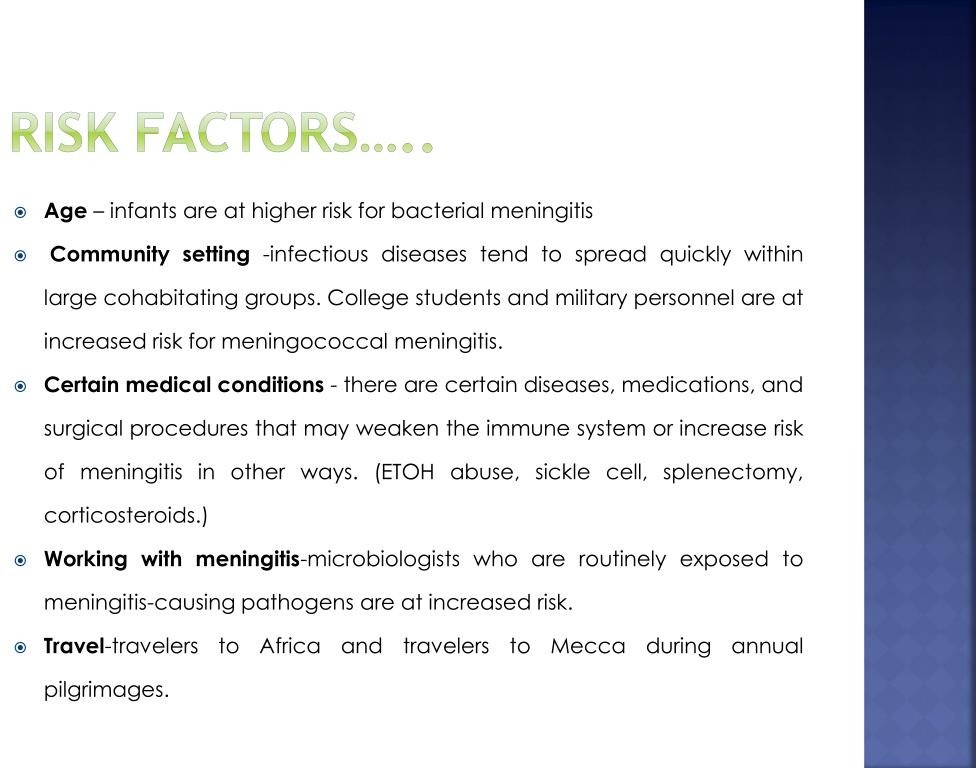 RISK FACTORS.....
Age – infants are at higher risk for bacterial meningitis
Community setting -infectious diseases tend to spread quickly within
large cohabitating groups. College students and military personnel are at
increased risk for meningococcal meningitis.
Certain medical conditions - there are certain diseases, medications, and
surgical procedures that may weaken the immune system or increase risk
of meningitis in other ways. (ETOH abuse, sickle cell, splenectomy,
corticosteroids.)
Working with meningitis-microbiologists who are routinely exposed to
meningitis-causing pathogens are at increased risk.
Travel-travelers to Africa and travelers to Mecca during annual
pilgrimages.